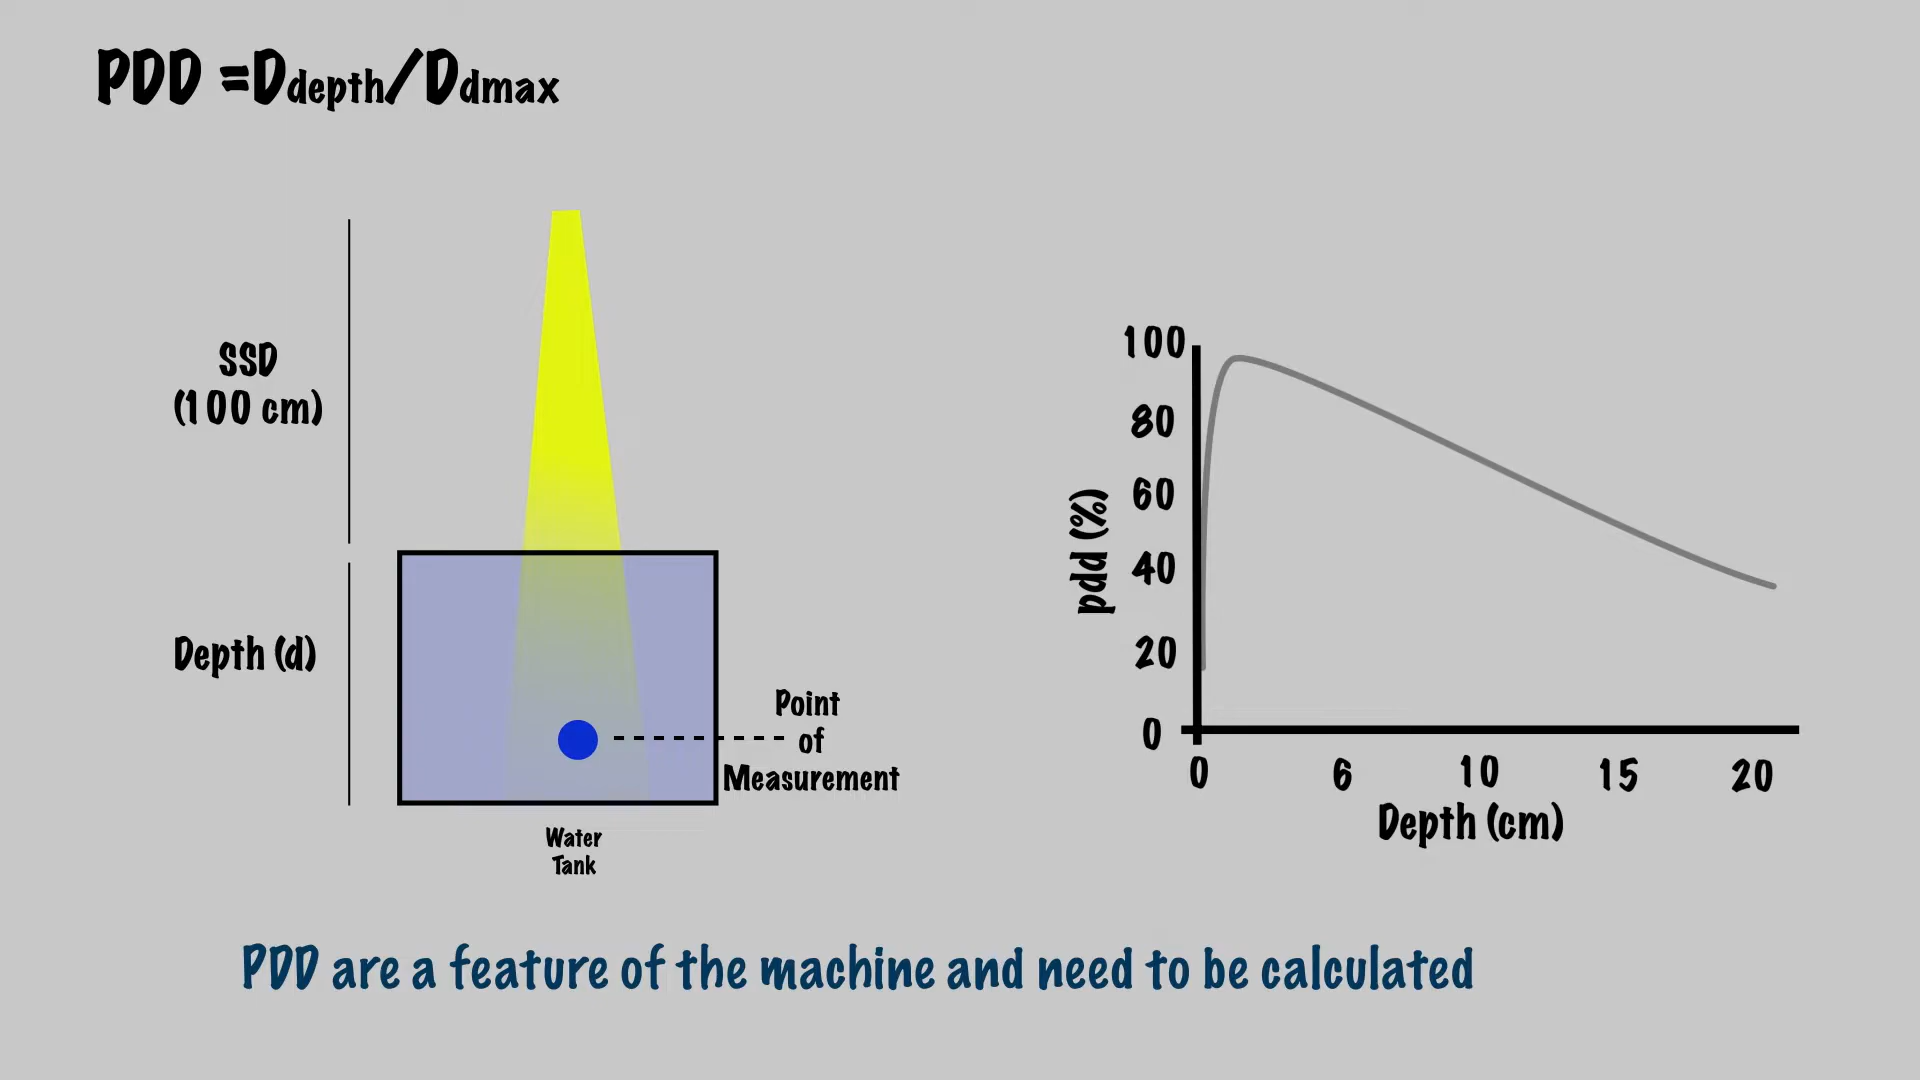 PDD =Ddepth/Ddmax
SSD
(100 cm)
Depth (d)
Point
of
Measurement
Water
Tank
100
80
60
40
20
0
pdd (%)
0 6 10 15 20
Depth (cm)
PDD are a feature of the machine and need to be calculated